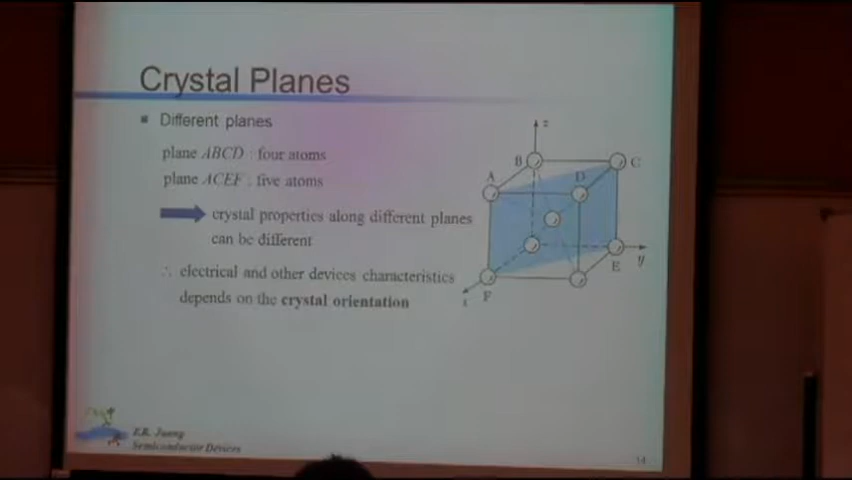 Crystal Planes
Different planes
plane ABCD : four atoms
plane ACEF : five atoms
crystal properties along different planes
can be different
∴ electrical and other devices characteristics
depends on the crystal orientation
z
B
C
A
D
E
y
F
Semiconductor Devices
14